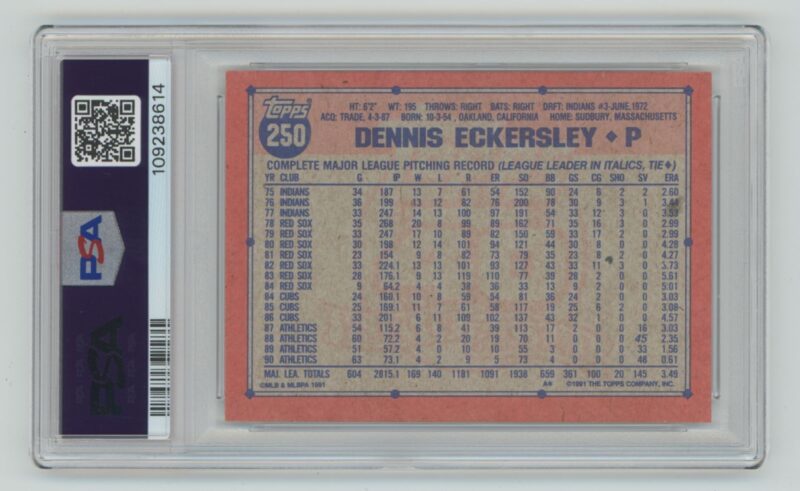 109238614
PSA
PSA
Topps
250
HT: 6'2" WT: 195 THROWS: RIGHT BATS: RIGHT DRFT: INDIANS #3-JUNE, 1972
ACQ: TRADE, 4-3-87 BORN: 10-3-54, OAKLAND, CALIFORNIA HOME: SUDBURY, MASSACHUSETTS
DENNIS ECKERSLEY ♦ P
COMPLETE MAJOR LEAGUE PITCHING RECORD (LEAGUE LEADER IN ITALICS, TIE♦)
YR CLUB G IP W L R ER SO BB GS CG SHO SV ERA
75 INDIANS 34 187 13 7 61 54 152 90 24 6 2 2 2.60
76 INDIANS 36 199 13 12 82 76 200 78 30 9 3 1 3.44
77 INDIANS 33 247 14 13 100 97 191 54 33 12 3 0 3.53
78 RED SOX 35 268 20 8 99 89 162 71 35 16 3 0 2.99
79 RED SOX 33 247 17 10 89 82 150 59 33 17 2 0 2.99
80 RED SOX 30 198 12 14 101 94 121 44 30 8 0 0 4.28
81 RED SOX 23 154 9 8 82 73 79 35 23 8 2 0 4.27
82 RED SOX 33 224.1 13 13 101 93 127 43 33 11 3 0 3.73
83 RED SOX 28 176.1 9 13 119 110 77 39 28 2 0 0 5.61
84 RED SOX 9 64.2 4 4 38 36 33 13 9 2 0 0 5.01
84 CUBS 24 160.1 10 8 59 54 81 36 24 2 0 0 3.03
85 CUBS 25 169.1 11 7 61 58 117 19 25 6 2 0 3.08
86 CUBS 33 201 6 11 109 102 137 43 32 1 0 0 4.57
87 ATHLETICS 54 115.2 6 8 41 39 113 17 2 0 0 16 3.03
88 ATHLETICS 60 72.2 4 2 20 19 70 11 0 0 0 45 2.35
89 ATHLETICS 51 57.2 4 0 10 10 55 3 0 0 0 33 1.56
90 ATHLETICS 63 73.1 4 2 9 5 73 4 0 0 0 48 0.61
MAJ. LEA. TOTALS 604 2815.1 169 140 1181 1091 1938 659 361 100 20 145 3.49
©MLB & MLBPA 1991 A* ©1991 THE TOPPS COMPANY, INC.